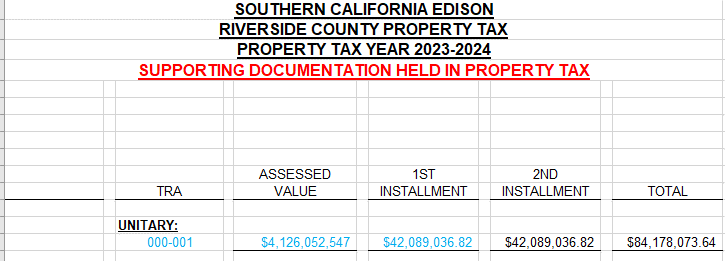 SOUTHERN CALIFORNIA EDISON
RIVERSIDE COUNTY PROPERTY TAX
PROPERTY TAX YEAR 2023-2024
SUPPORTING DOCUMENTATION HELD IN PROPERTY TAX
ASSESSED 1ST 2ND
TRA VALUE INSTALLMENT INSTALLMENT TOTAL
UNITARY:
000-001 $4,126,052,547 $42,089,036.82 $42,089,036.82 $84,178,073.64